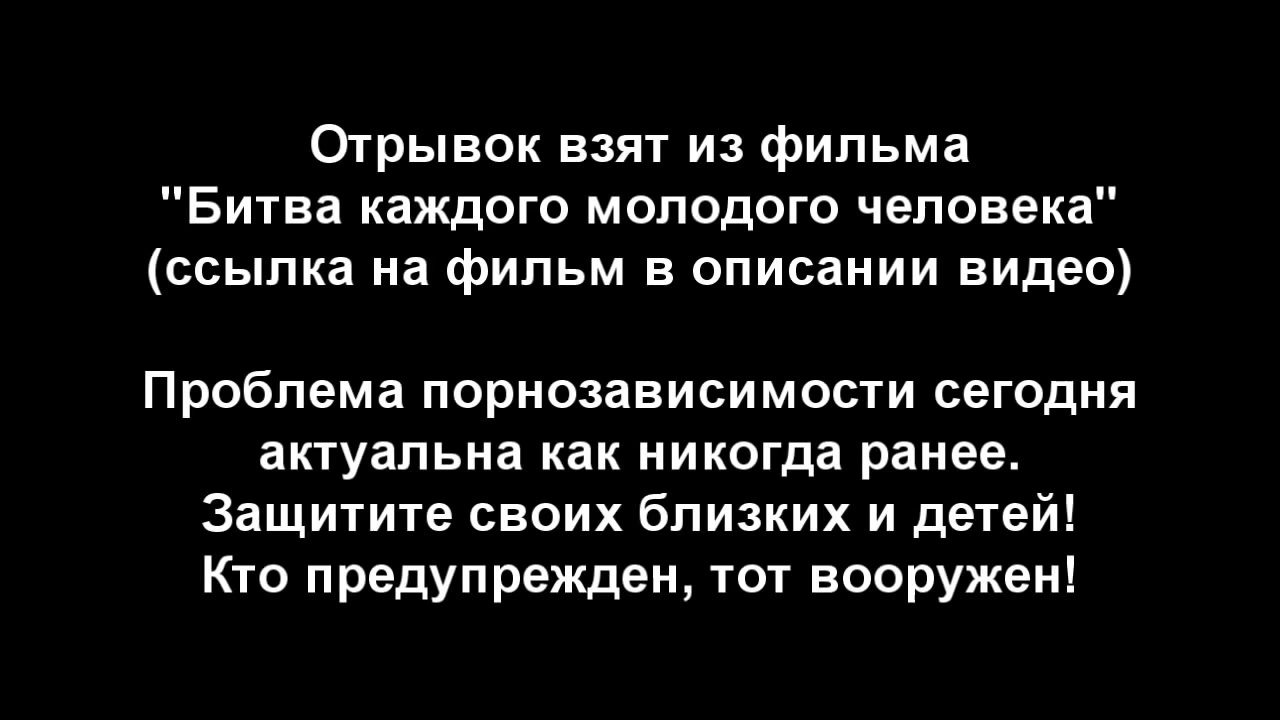 Отрывок взят из фильма
"Битва каждого молодого человека"
(ссылка на фильм в описании видео)
Проблема порнозависимости сегодня
актуальна как никогда ранее.
Защитите своих близких и детей!
Кто предупрежден, тот вооружен!